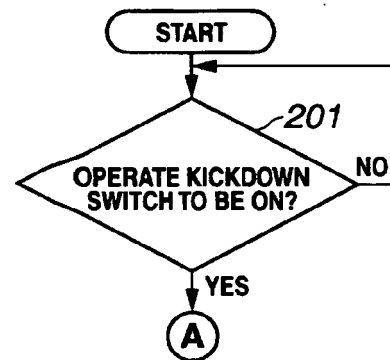 START
201
OPERATE KICKDOWN
SWITCH TO BE ON?
NO
YES
A